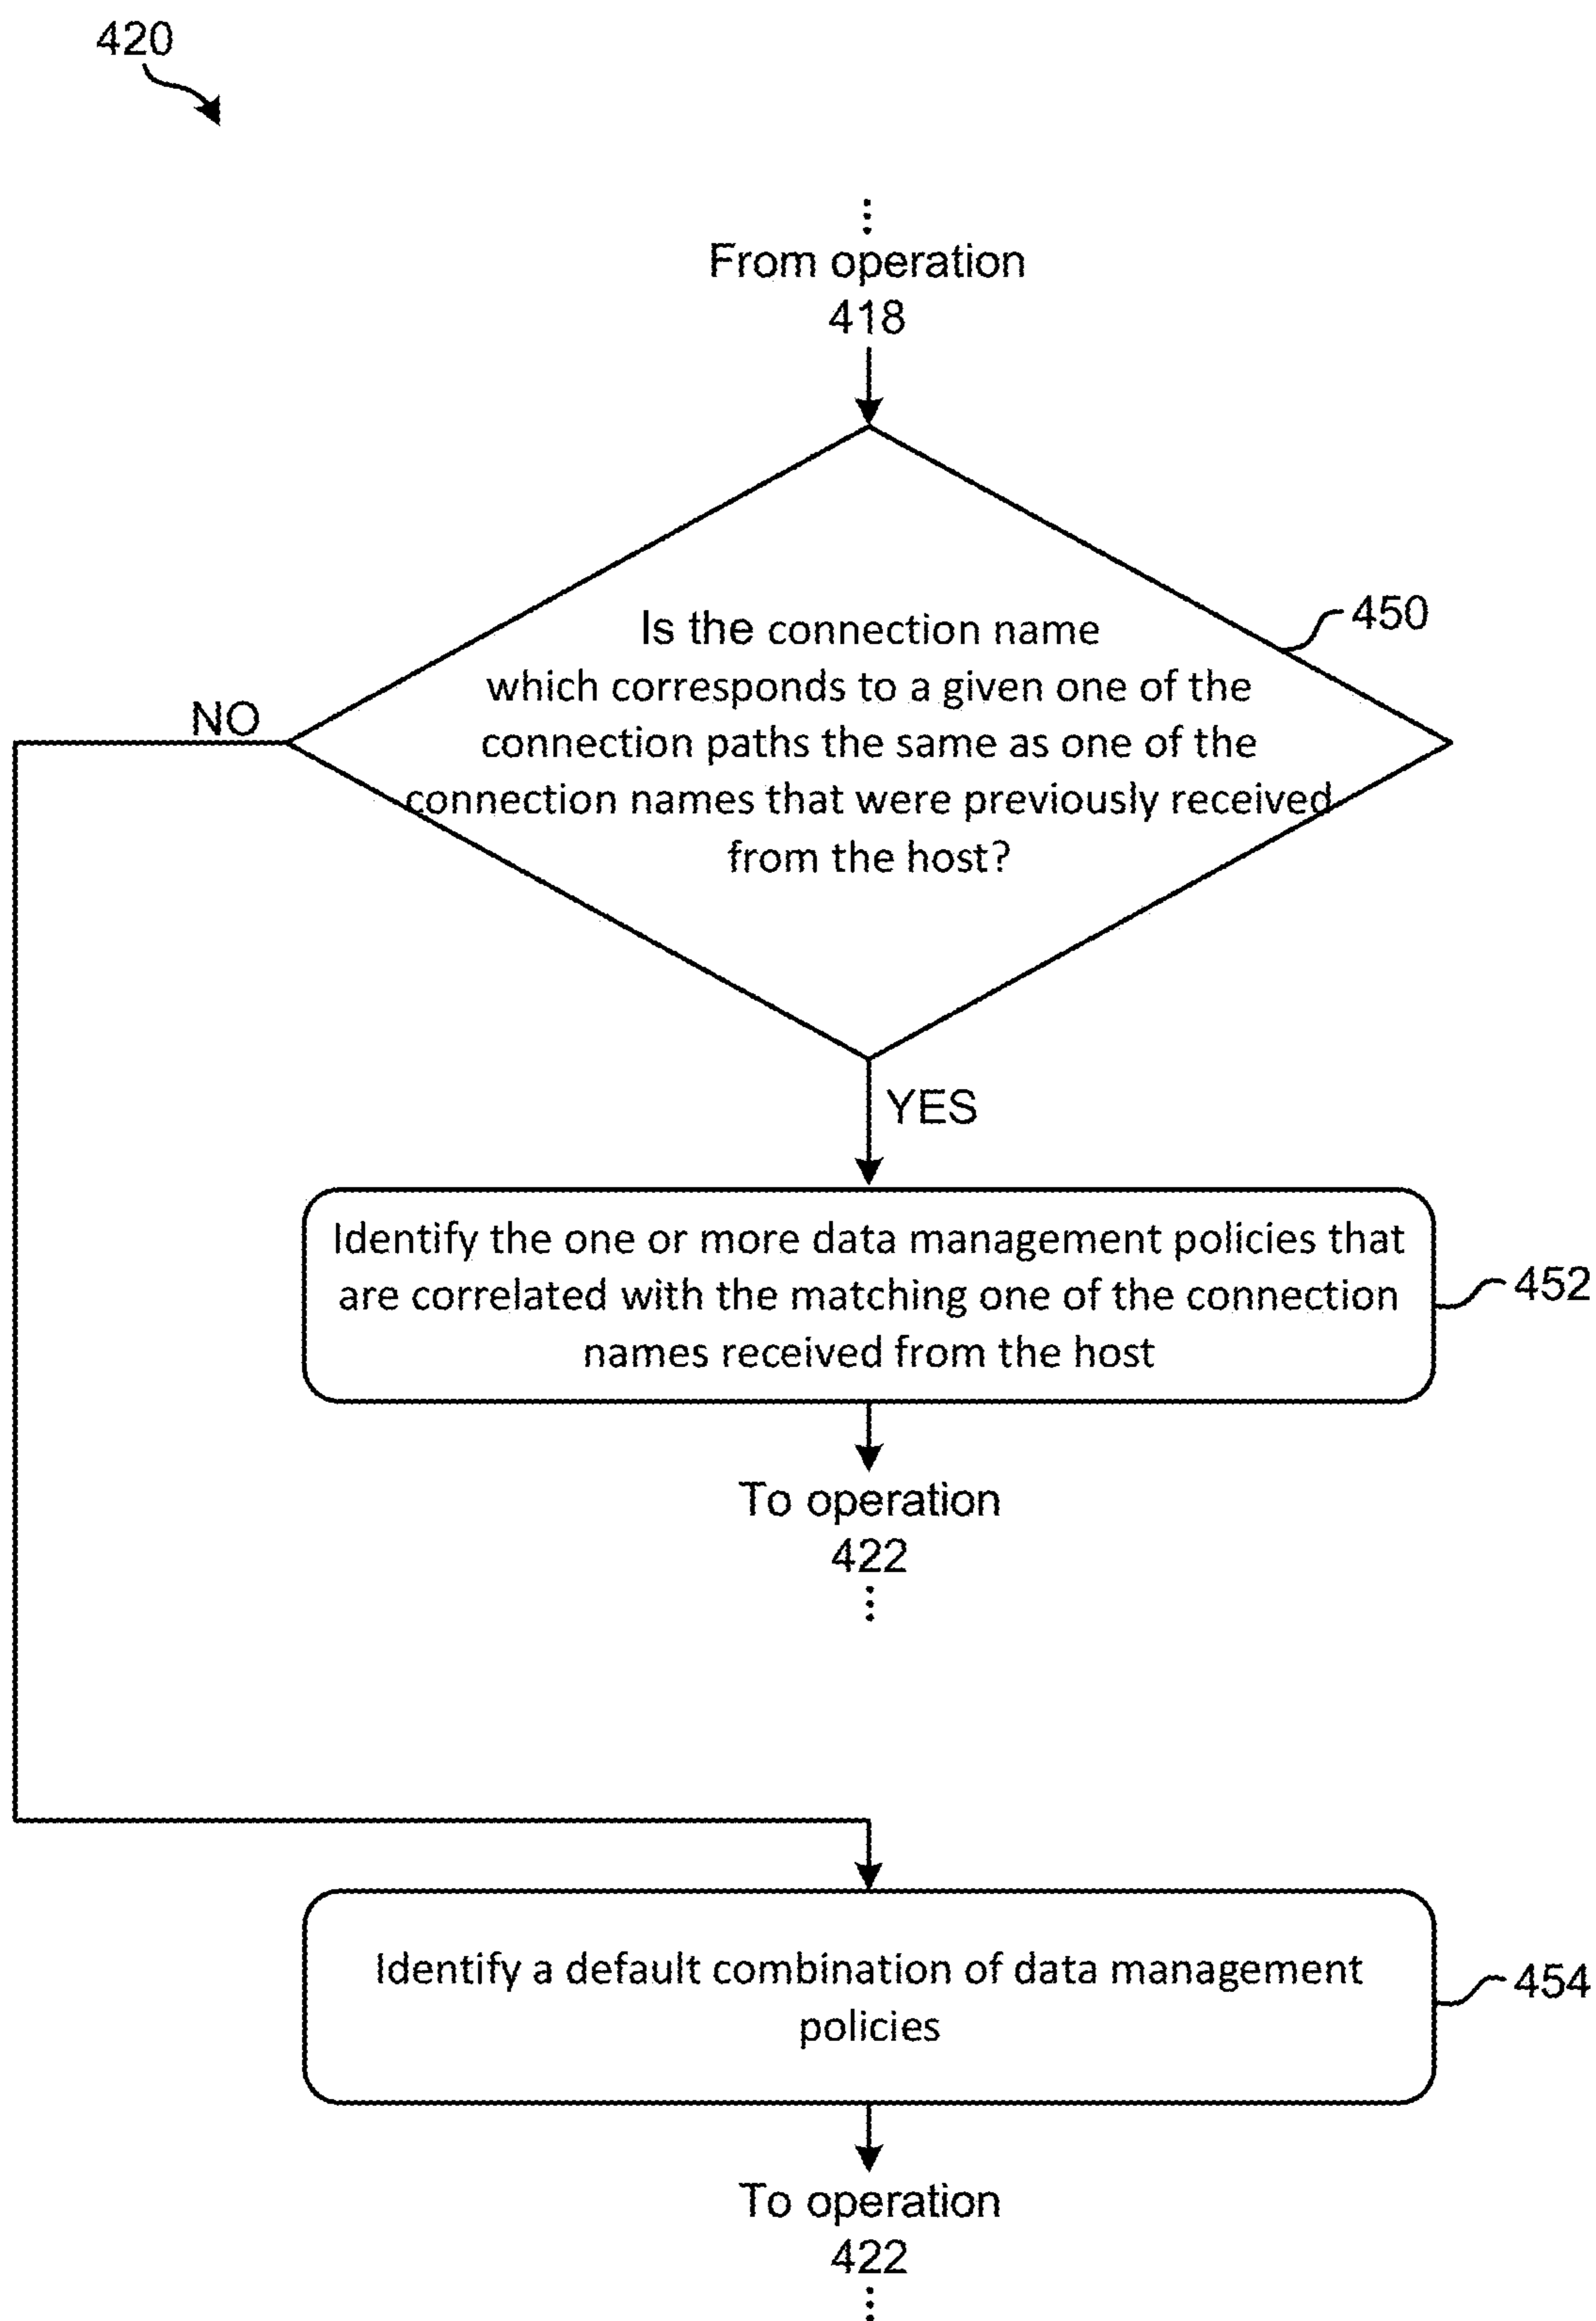 420
From operation
418
Is the connection name
which corresponds to a given one of the
connection paths the same as one of the
connection names that were previously received
from the host?
450
NO
YES
Identify the one or more data management policies that
are correlated with the matching one of the connection
names received from the host
452
To operation
422
Identify a default combination of data management
policies
454
To operation
422